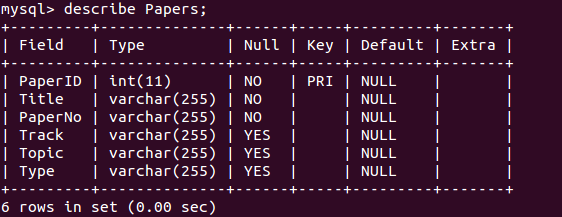 mysql> describe Papers;
+---------+--------------+------+-----+---------+-------+
| Field   | Type         | Null | Key | Default | Extra |
+---------+--------------+------+-----+---------+-------+
| PaperID | int(11)      | NO   | PRI | NULL    |       |
| Title   | varchar(255) | NO   |     | NULL    |       |
| PaperNo | varchar(255) | NO   |     | NULL    |       |
| Track   | varchar(255) | YES  |     | NULL    |       |
| Topic   | varchar(255) | YES  |     | NULL    |       |
| Type    | varchar(255) | YES  |     | NULL    |       |
+---------+--------------+------+-----+---------+-------+
6 rows in set (0.00 sec)